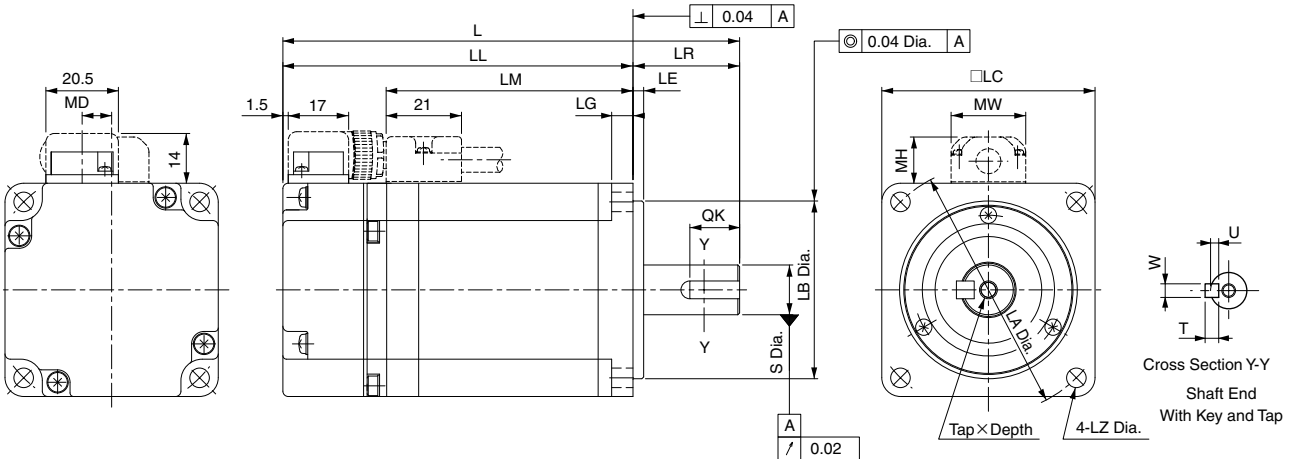 L
⊥ 0.04 A
LL
LR
◎ 0.04 Dia. A
LM
LE
□LC
20.5
MD
1.5
17
21
LG
MW
14
MH
QK
Y
Y
LB Dia.
S Dia.
LA Dia.
U
W
T
Cross Section Y-Y
Shaft End
With Key and Tap
Tap×Depth
4-LZ Dia.
A
↗ 0.02